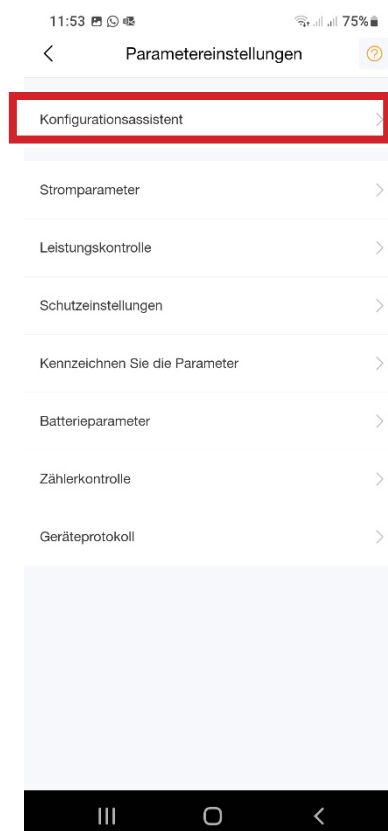 11:53 75%
Parametereinstellungen
Konfigurationsassistent
Stromparameter
Leistungskontrolle
Schutzeinstellungen
Kennzeichnen Sie die Parameter
Batterieparameter
Zählerkontrolle
Geräteprotokoll